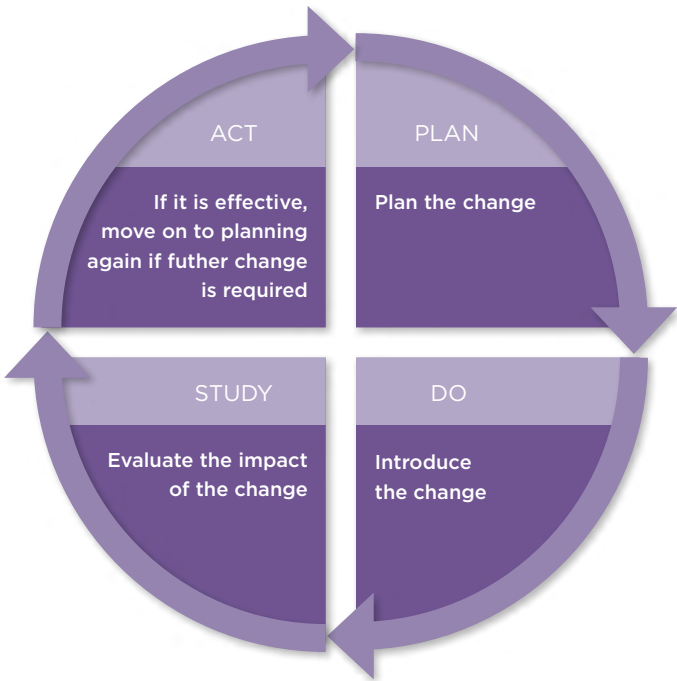 ACT
If it is effective,
move on to planning
again if futher change
is required
PLAN
Plan the change
STUDY
Evaluate the impact
of the change
DO
Introduce
the change